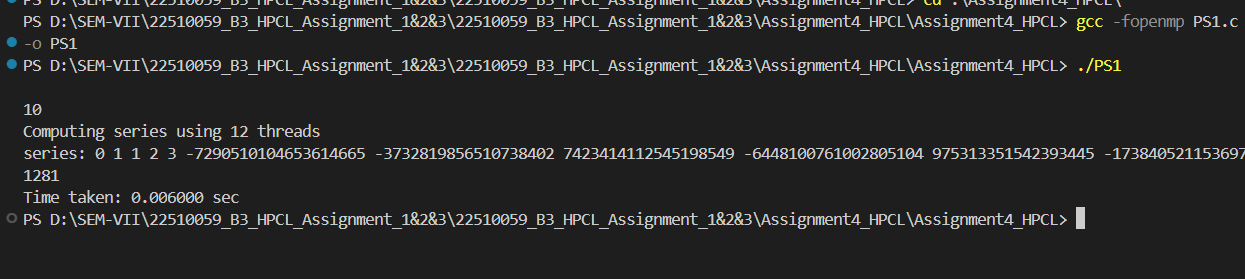 PS D:\SEM-VII\22510059_B3_HPCL_Assignment_1&2&3\22510059_B3_HPCL_Assignment_1&2&3\Assignment4_HPCL> cd .\Assignment4_HPCL\
PS D:\SEM-VII\22510059_B3_HPCL_Assignment_1&2&3\22510059_B3_HPCL_Assignment_1&2&3\Assignment4_HPCL\Assignment4_HPCL> gcc -fopenmp PS1.c
-o PS1
PS D:\SEM-VII\22510059_B3_HPCL_Assignment_1&2&3\22510059_B3_HPCL_Assignment_1&2&3\Assignment4_HPCL\Assignment4_HPCL> ./PS1
10
Computing series using 12 threads
series: 0 1 1 2 3 -7290510104653614665 -3732819856510738402 7423414112545198549 -6448100761002805104 975313351542393445 -173840521153697
1281
Time taken: 0.006000 sec
PS D:\SEM-VII\22510059_B3_HPCL_Assignment_1&2&3\22510059_B3_HPCL_Assignment_1&2&3\Assignment4_HPCL\Assignment4_HPCL>